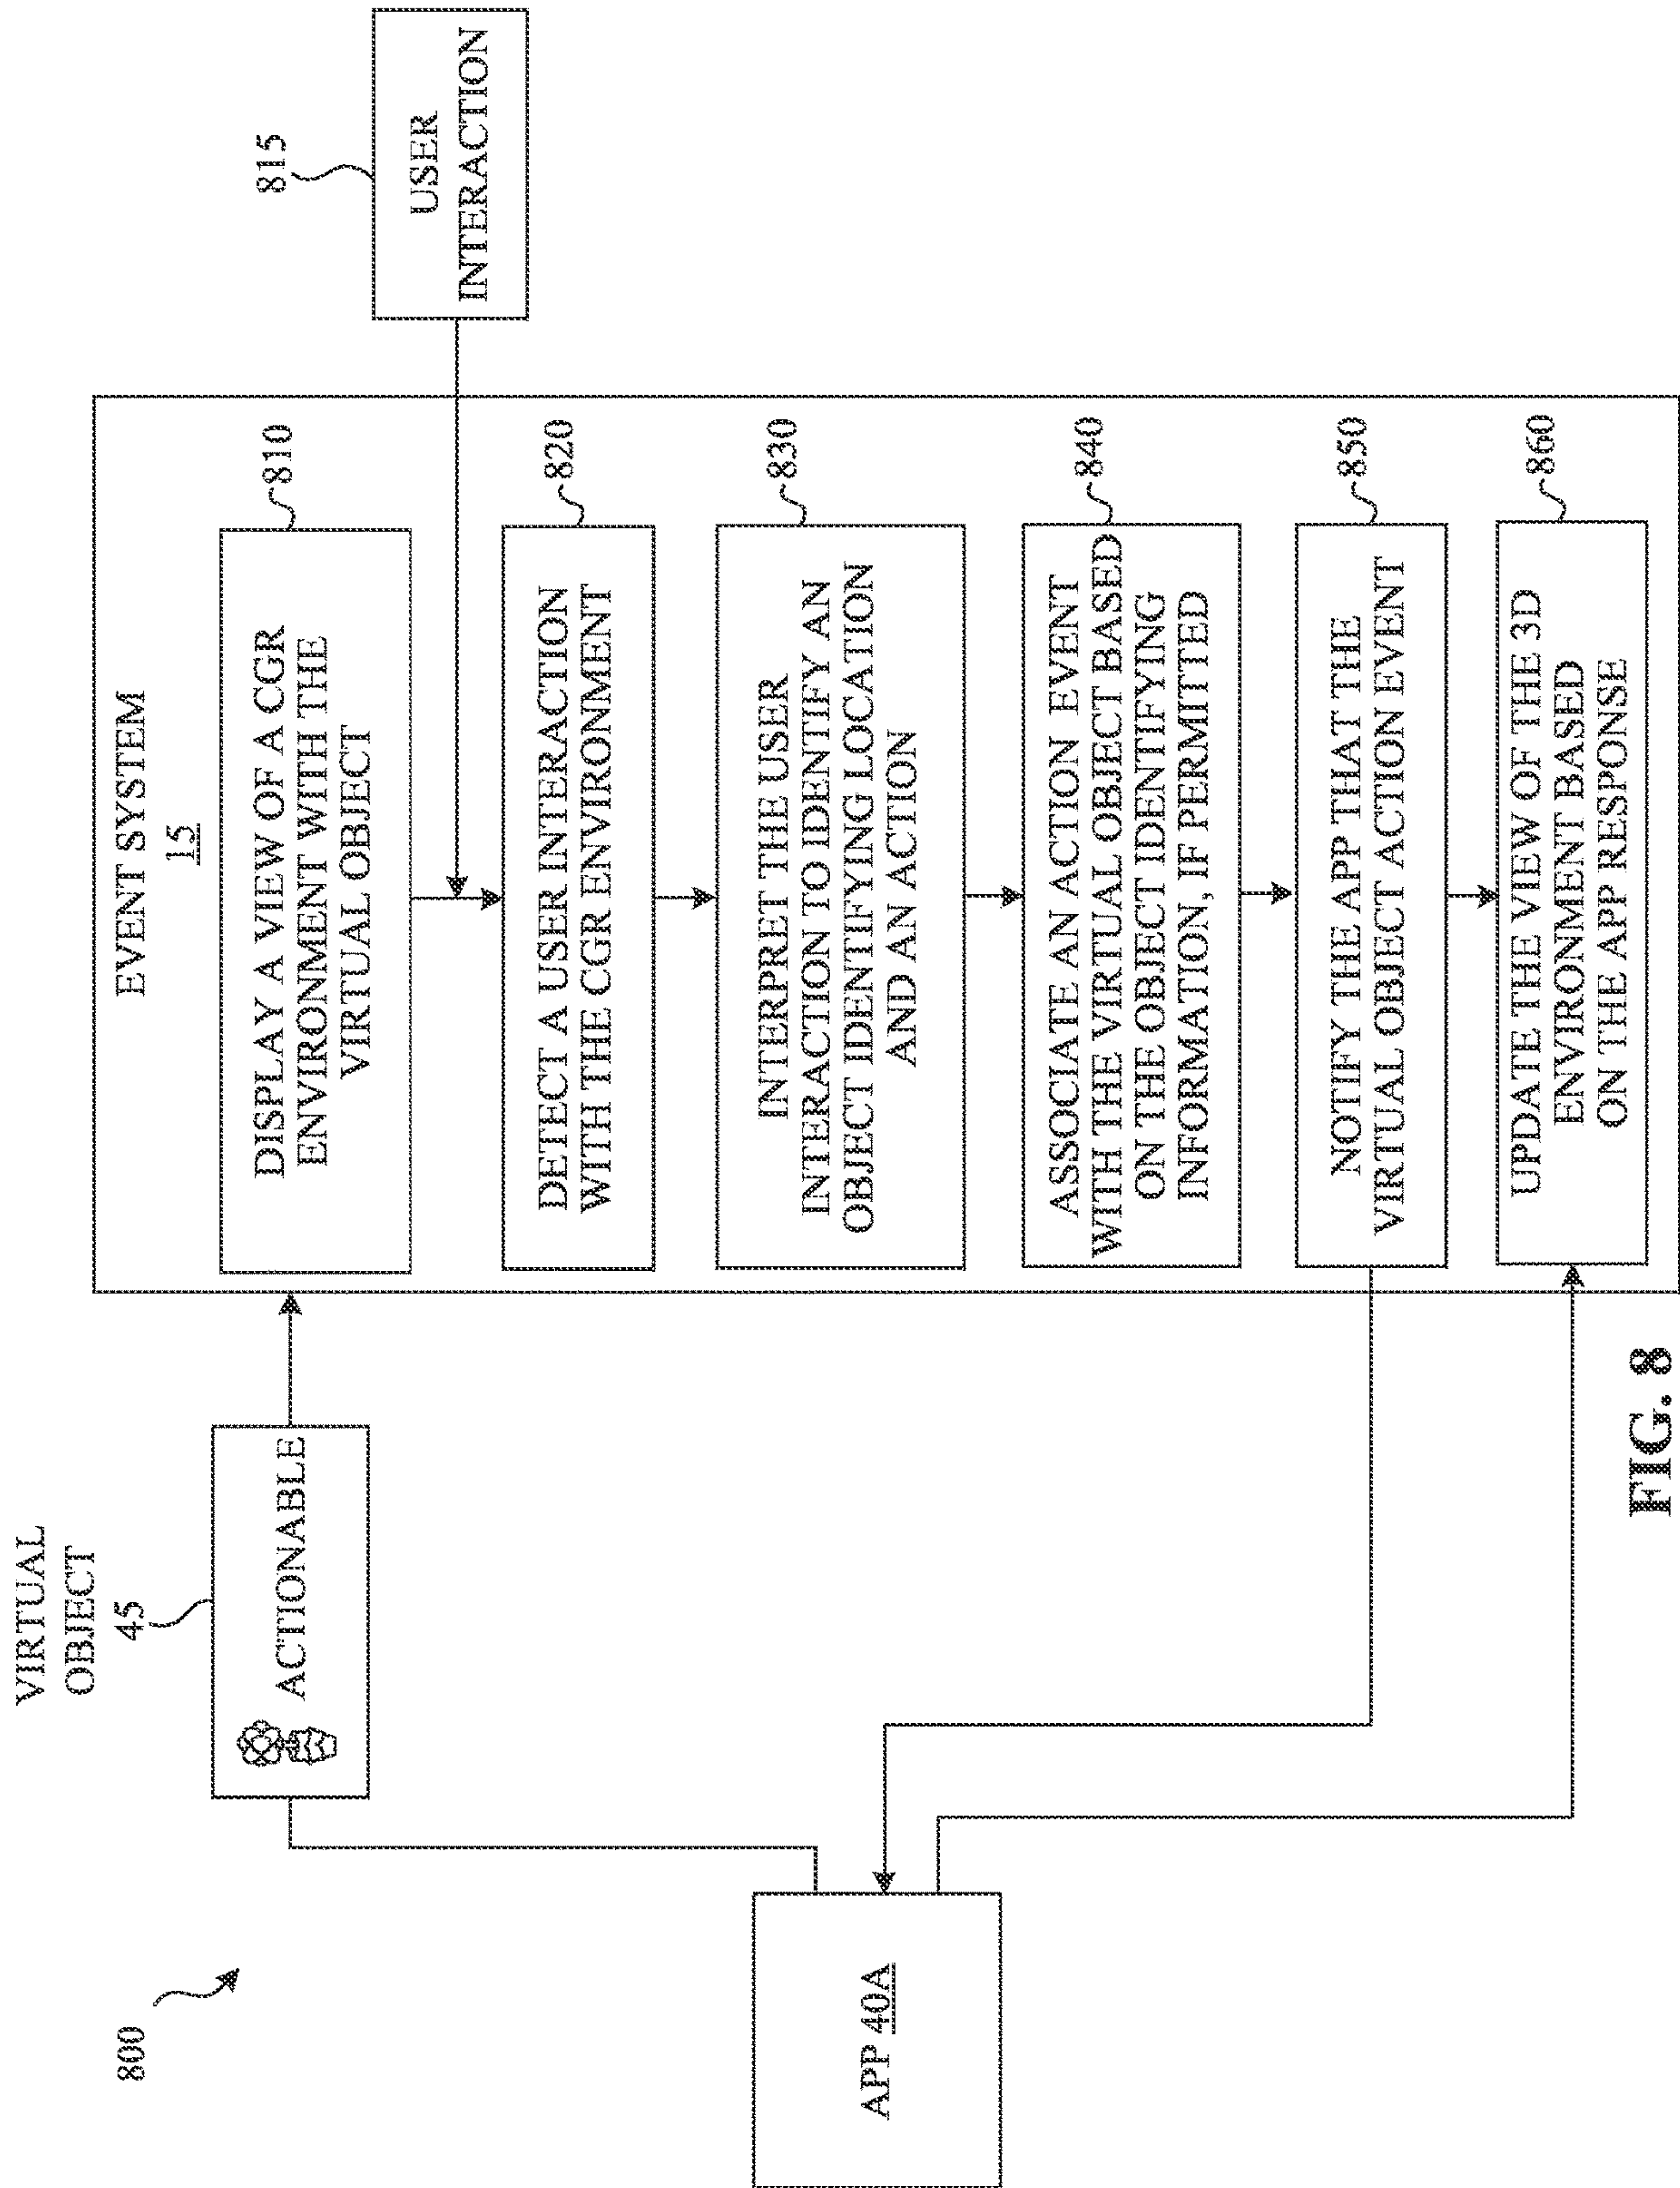 800
VIRTUAL
OBJECT
45
ACTIONABLE
APP 40A
EVENT SYSTEM
15
DISPLAY A VIEW OF A CGR
ENVIRONMENT WITH THE
VIRTUAL OBJECT
810
815
USER
INTERACTION
DETECT A USER INTERACTION
WITH THE CGR ENVIRONMENT
820
INTERPRET THE USER
INTERACTION TO IDENTIFY AN
OBJECT IDENTIFYING LOCATION
AND AN ACTION
830
ASSOCIATE AN ACTION EVENT
WITH THE VIRTUAL OBJECT BASED
ON THE OBJECT IDENTIFYING
INFORMATION, IF PERMITTED
840
NOTIFY THE APP THAT THE
VIRTUAL OBJECT ACTION EVENT
850
UPDATE THE VIEW OF THE 3D
ENVIRONMENT BASED
ON THE APP RESPONSE
860
FIG. 8